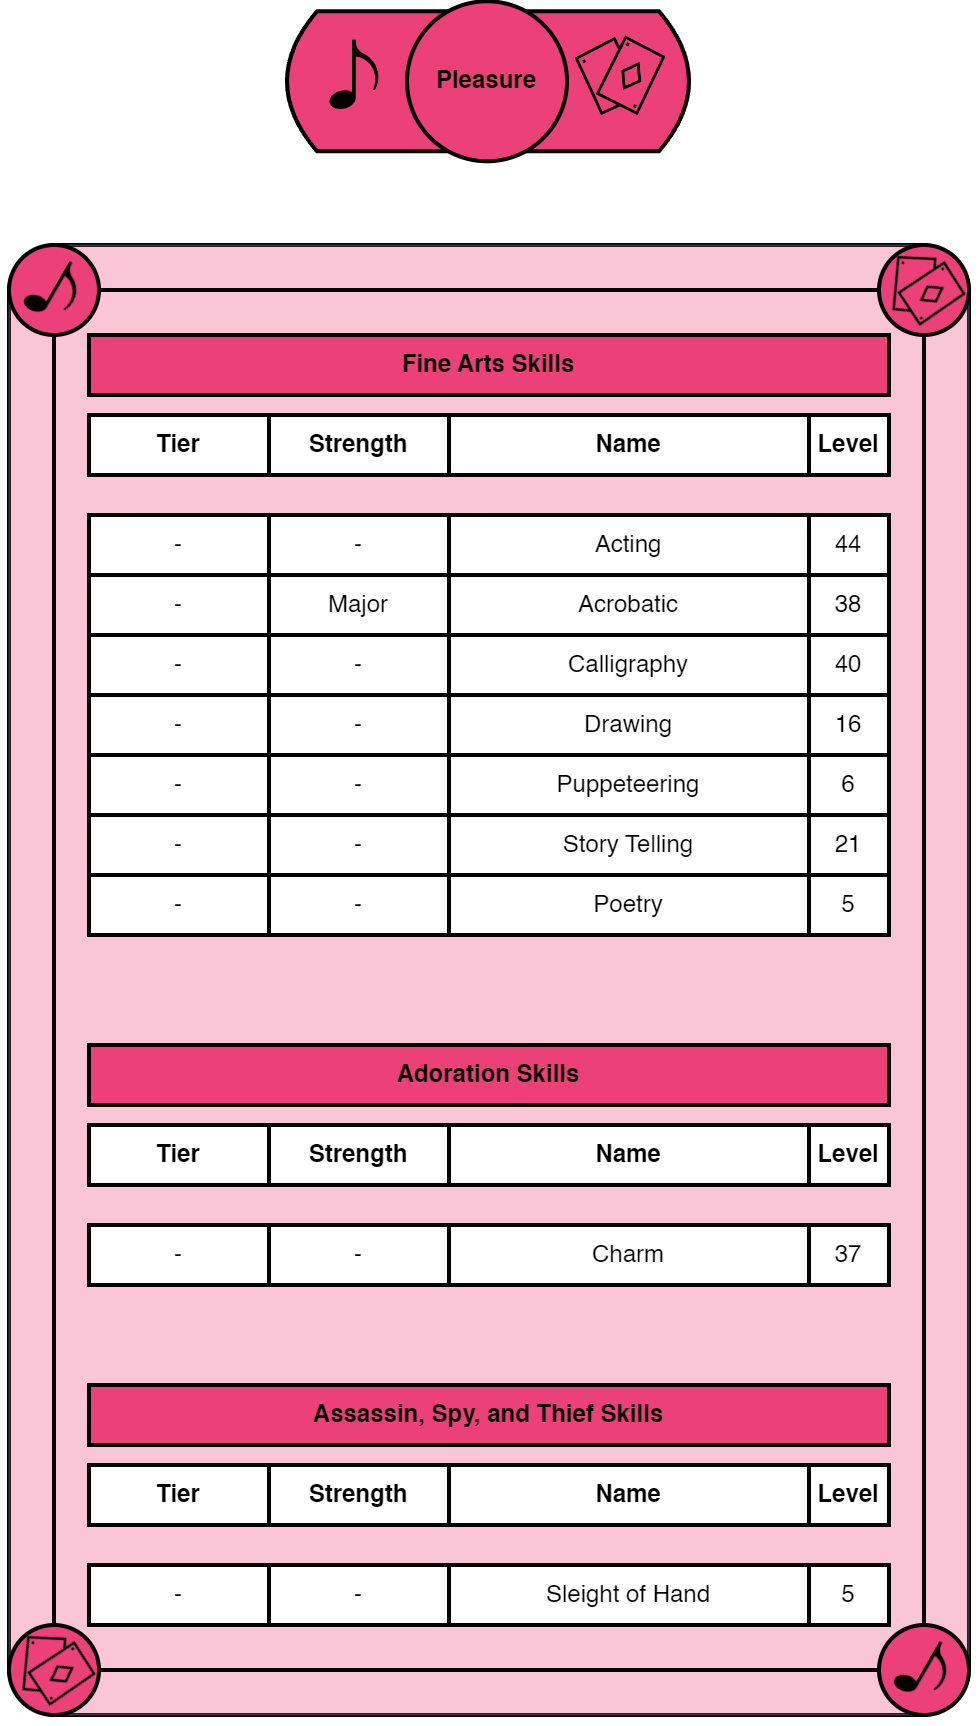 Pleasure
Fine Arts Skills
Tier Strength Name Level
- - Acting 44
- Major Acrobatic 38
- - Calligraphy 40
- - Drawing 16
- - Puppeteering 6
- - Story Telling 21
- - Poetry 5
Adoration Skills
Tier Strength Name Level
- - Charm 37
Assassin, Spy, and Thief Skills
Tier Strength Name Level
- - Sleight of Hand 5